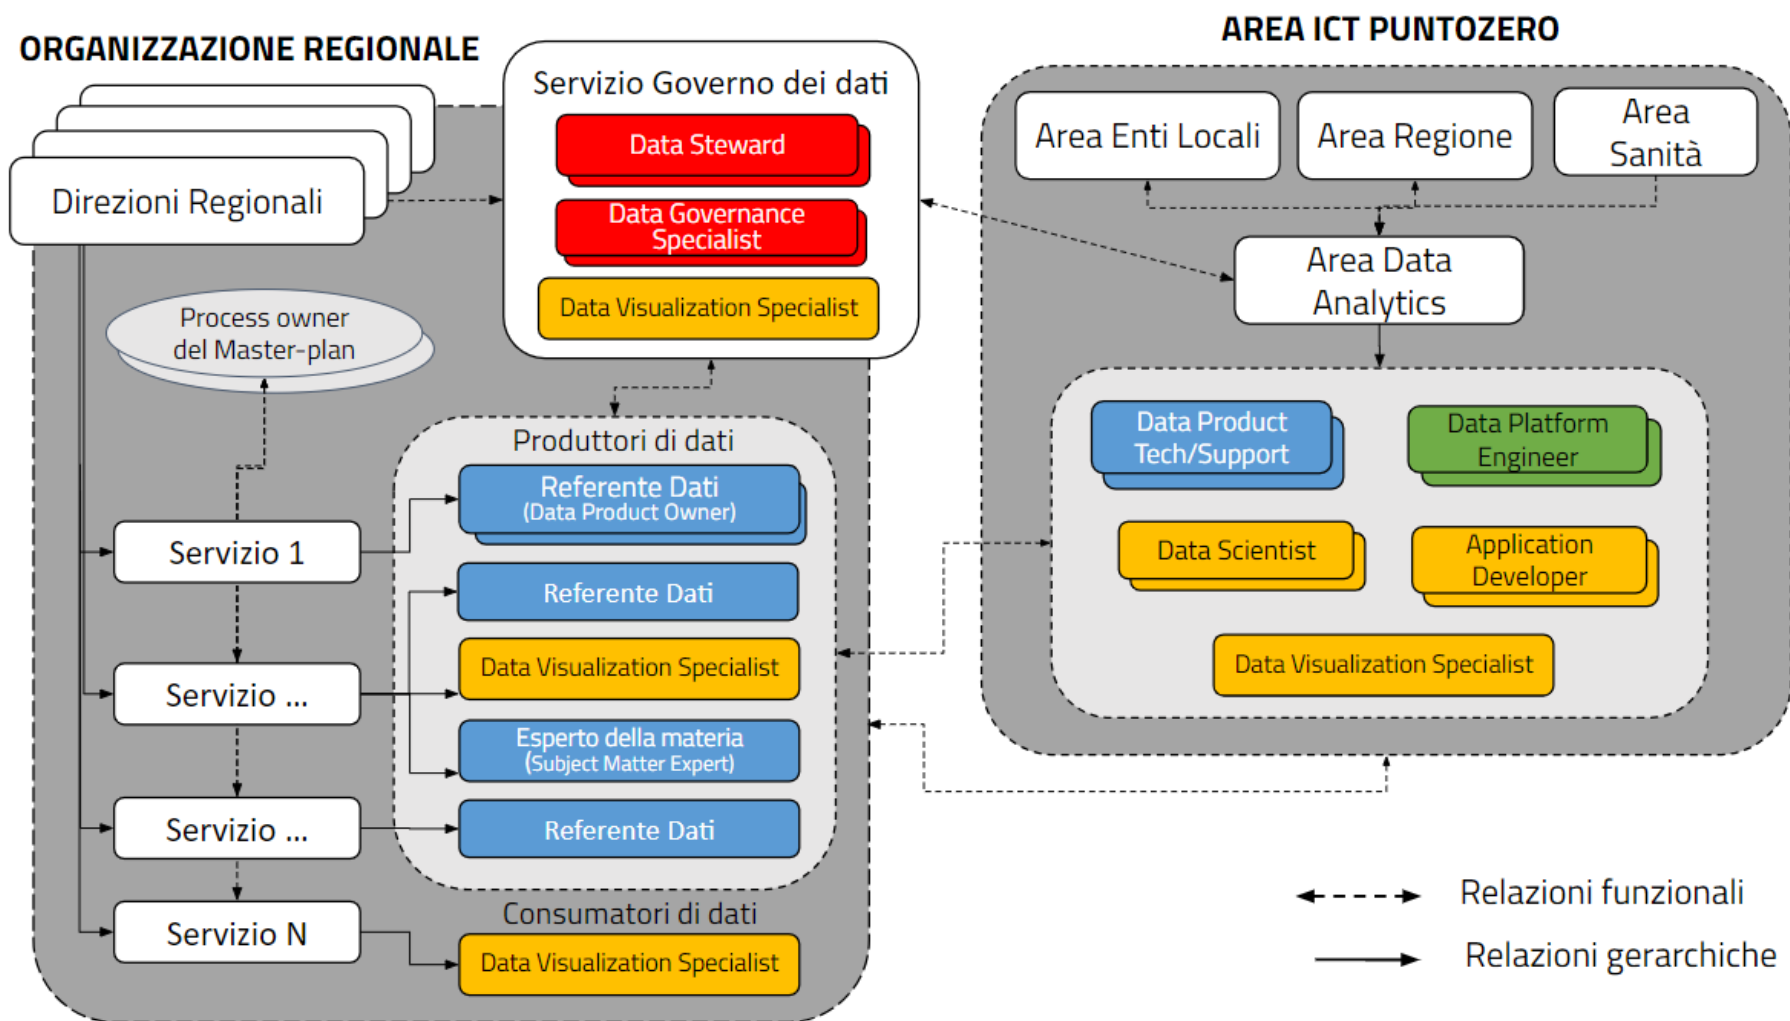 ORGANIZZAZIONE REGIONALE
Direzioni Regionali
Servizio Governo dei dati
Data Steward
Data Governance
Specialist
Data Visualization Specialist
Process owner
del Master-plan
Servizio 1
Servizio ...
Servizio ...
Servizio N
Produttori di dati
Referente Dati
(Data Product Owner)
Referente Dati
Data Visualization Specialist
Esperto della materia
(Subject Matter Expert)
Referente Dati
Consumatori di dati
Data Visualization Specialist
AREA ICT PUNTOZERO
Area Enti Locali
Area Regione
Area
Sanità
Area Data
Analytics
Data Product
Tech/Support
Data Platform
Engineer
Data Scientist
Application
Developer
Data Visualization Specialist
Relazioni funzionali
Relazioni gerarchiche